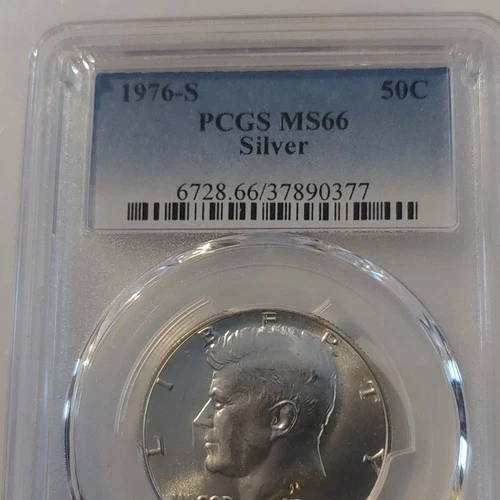 1976-S 50C
PCGS MS66
Silver
6728.66/37890377
LIBERTY